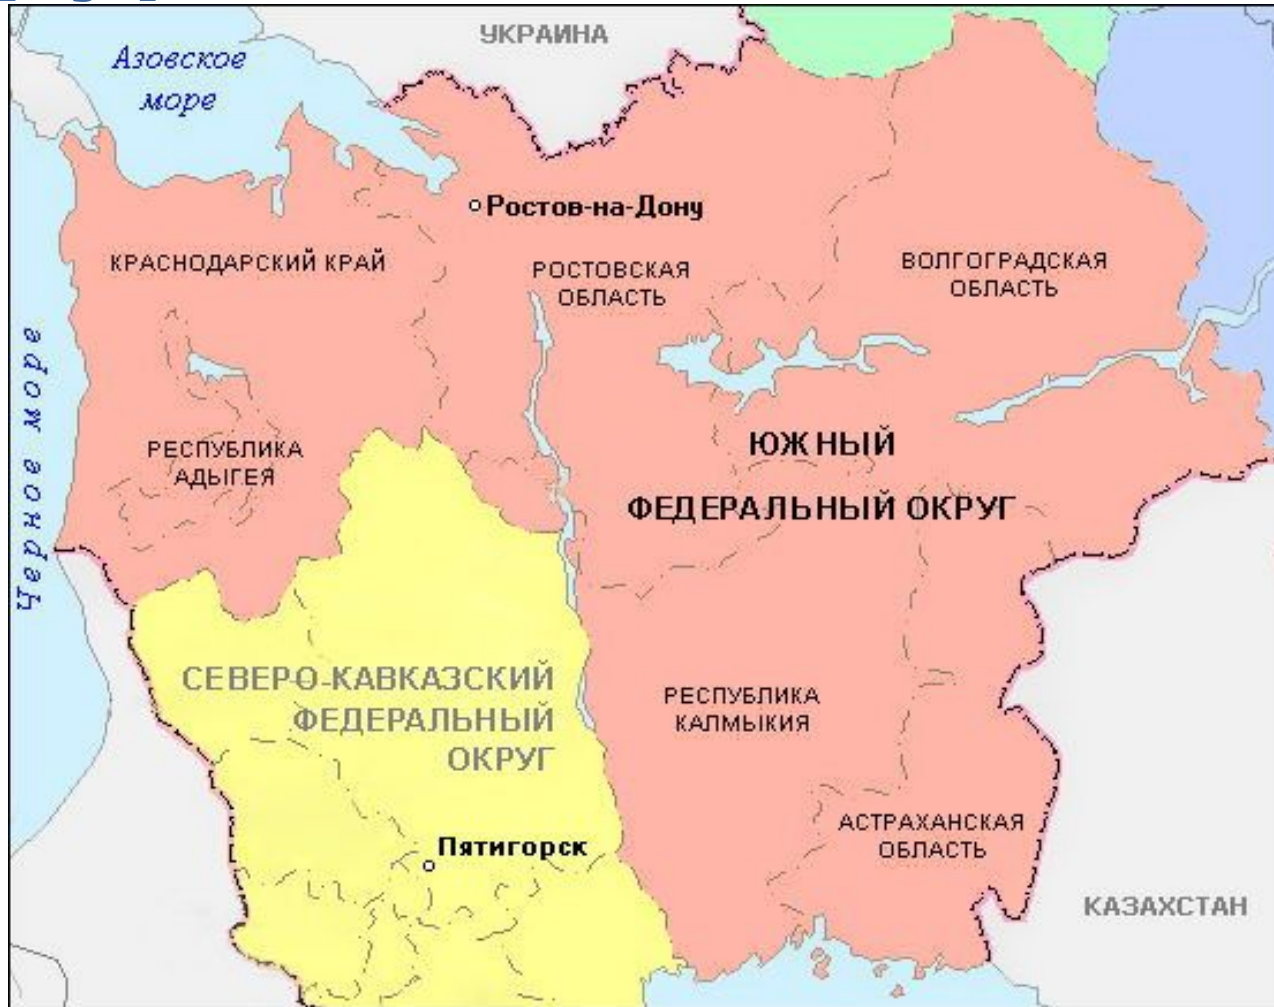 УКРАИНА
Азовское
море
Ростов-на-Дону
КРАСНОДАРСКИЙ КРАЙ
РОСТОВСКАЯ
ОБЛАСТЬ
ВОЛГОГРАДСКАЯ
ОБЛАСТЬ
Черное море
РЕСПУБЛИКА
АДЫГЕЯ
ЮЖНЫЙ
ФЕДЕРАЛЬНЫЙ ОКРУГ
СЕВЕРО-КАВКАЗСКИЙ
ФЕДЕРАЛЬНЫЙ
ОКРУГ
РЕСПУБЛИКА
КАЛМЫКИЯ
АСТРАХАНСКАЯ
ОБЛАСТЬ
Пятигорск
КАЗАХСТАН